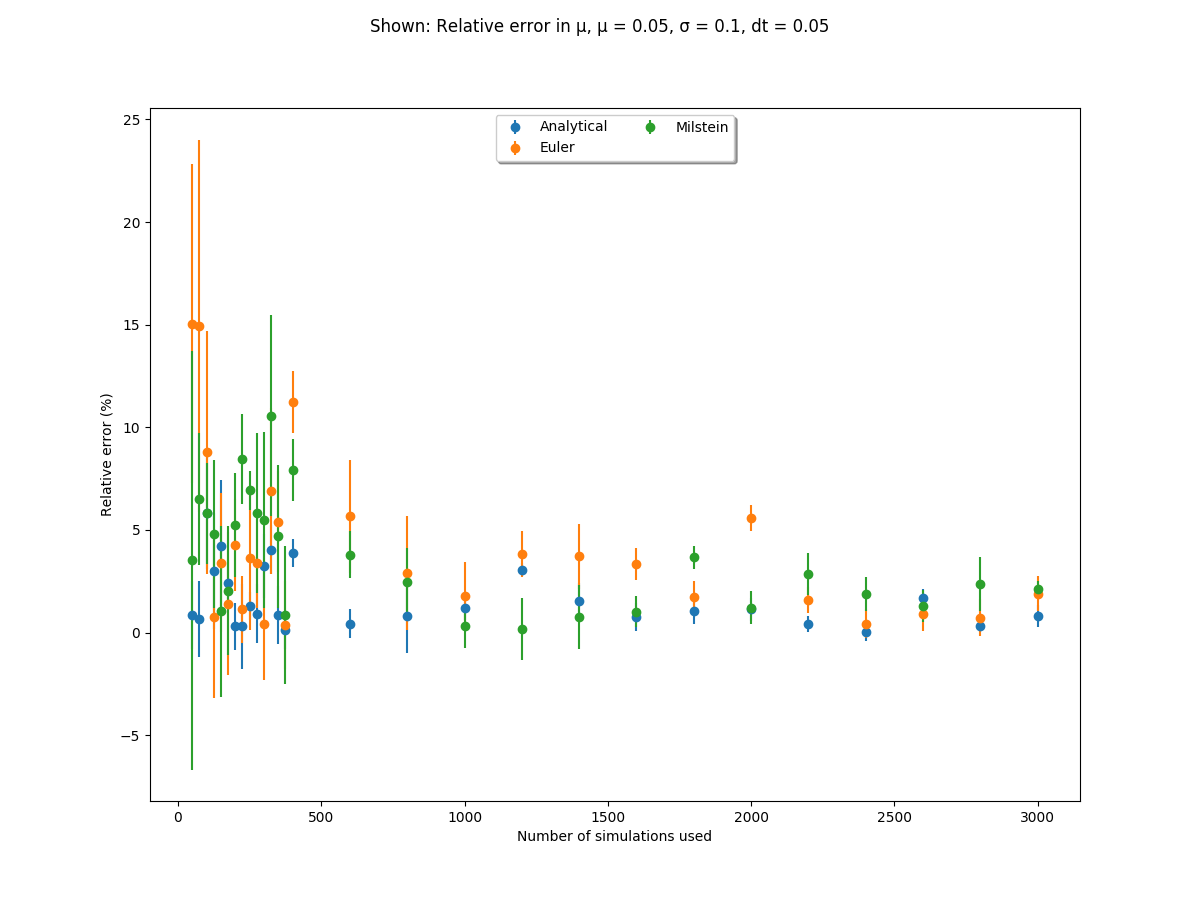 Shown: Relative error in μ, μ = 0.05, σ = 0.1, dt = 0.05
25
20
15
10
5
0
−5
Relative error (%)
Analytical
Euler
Milstein
0 500 1000 1500 2000 2500 3000
Number of simulations used